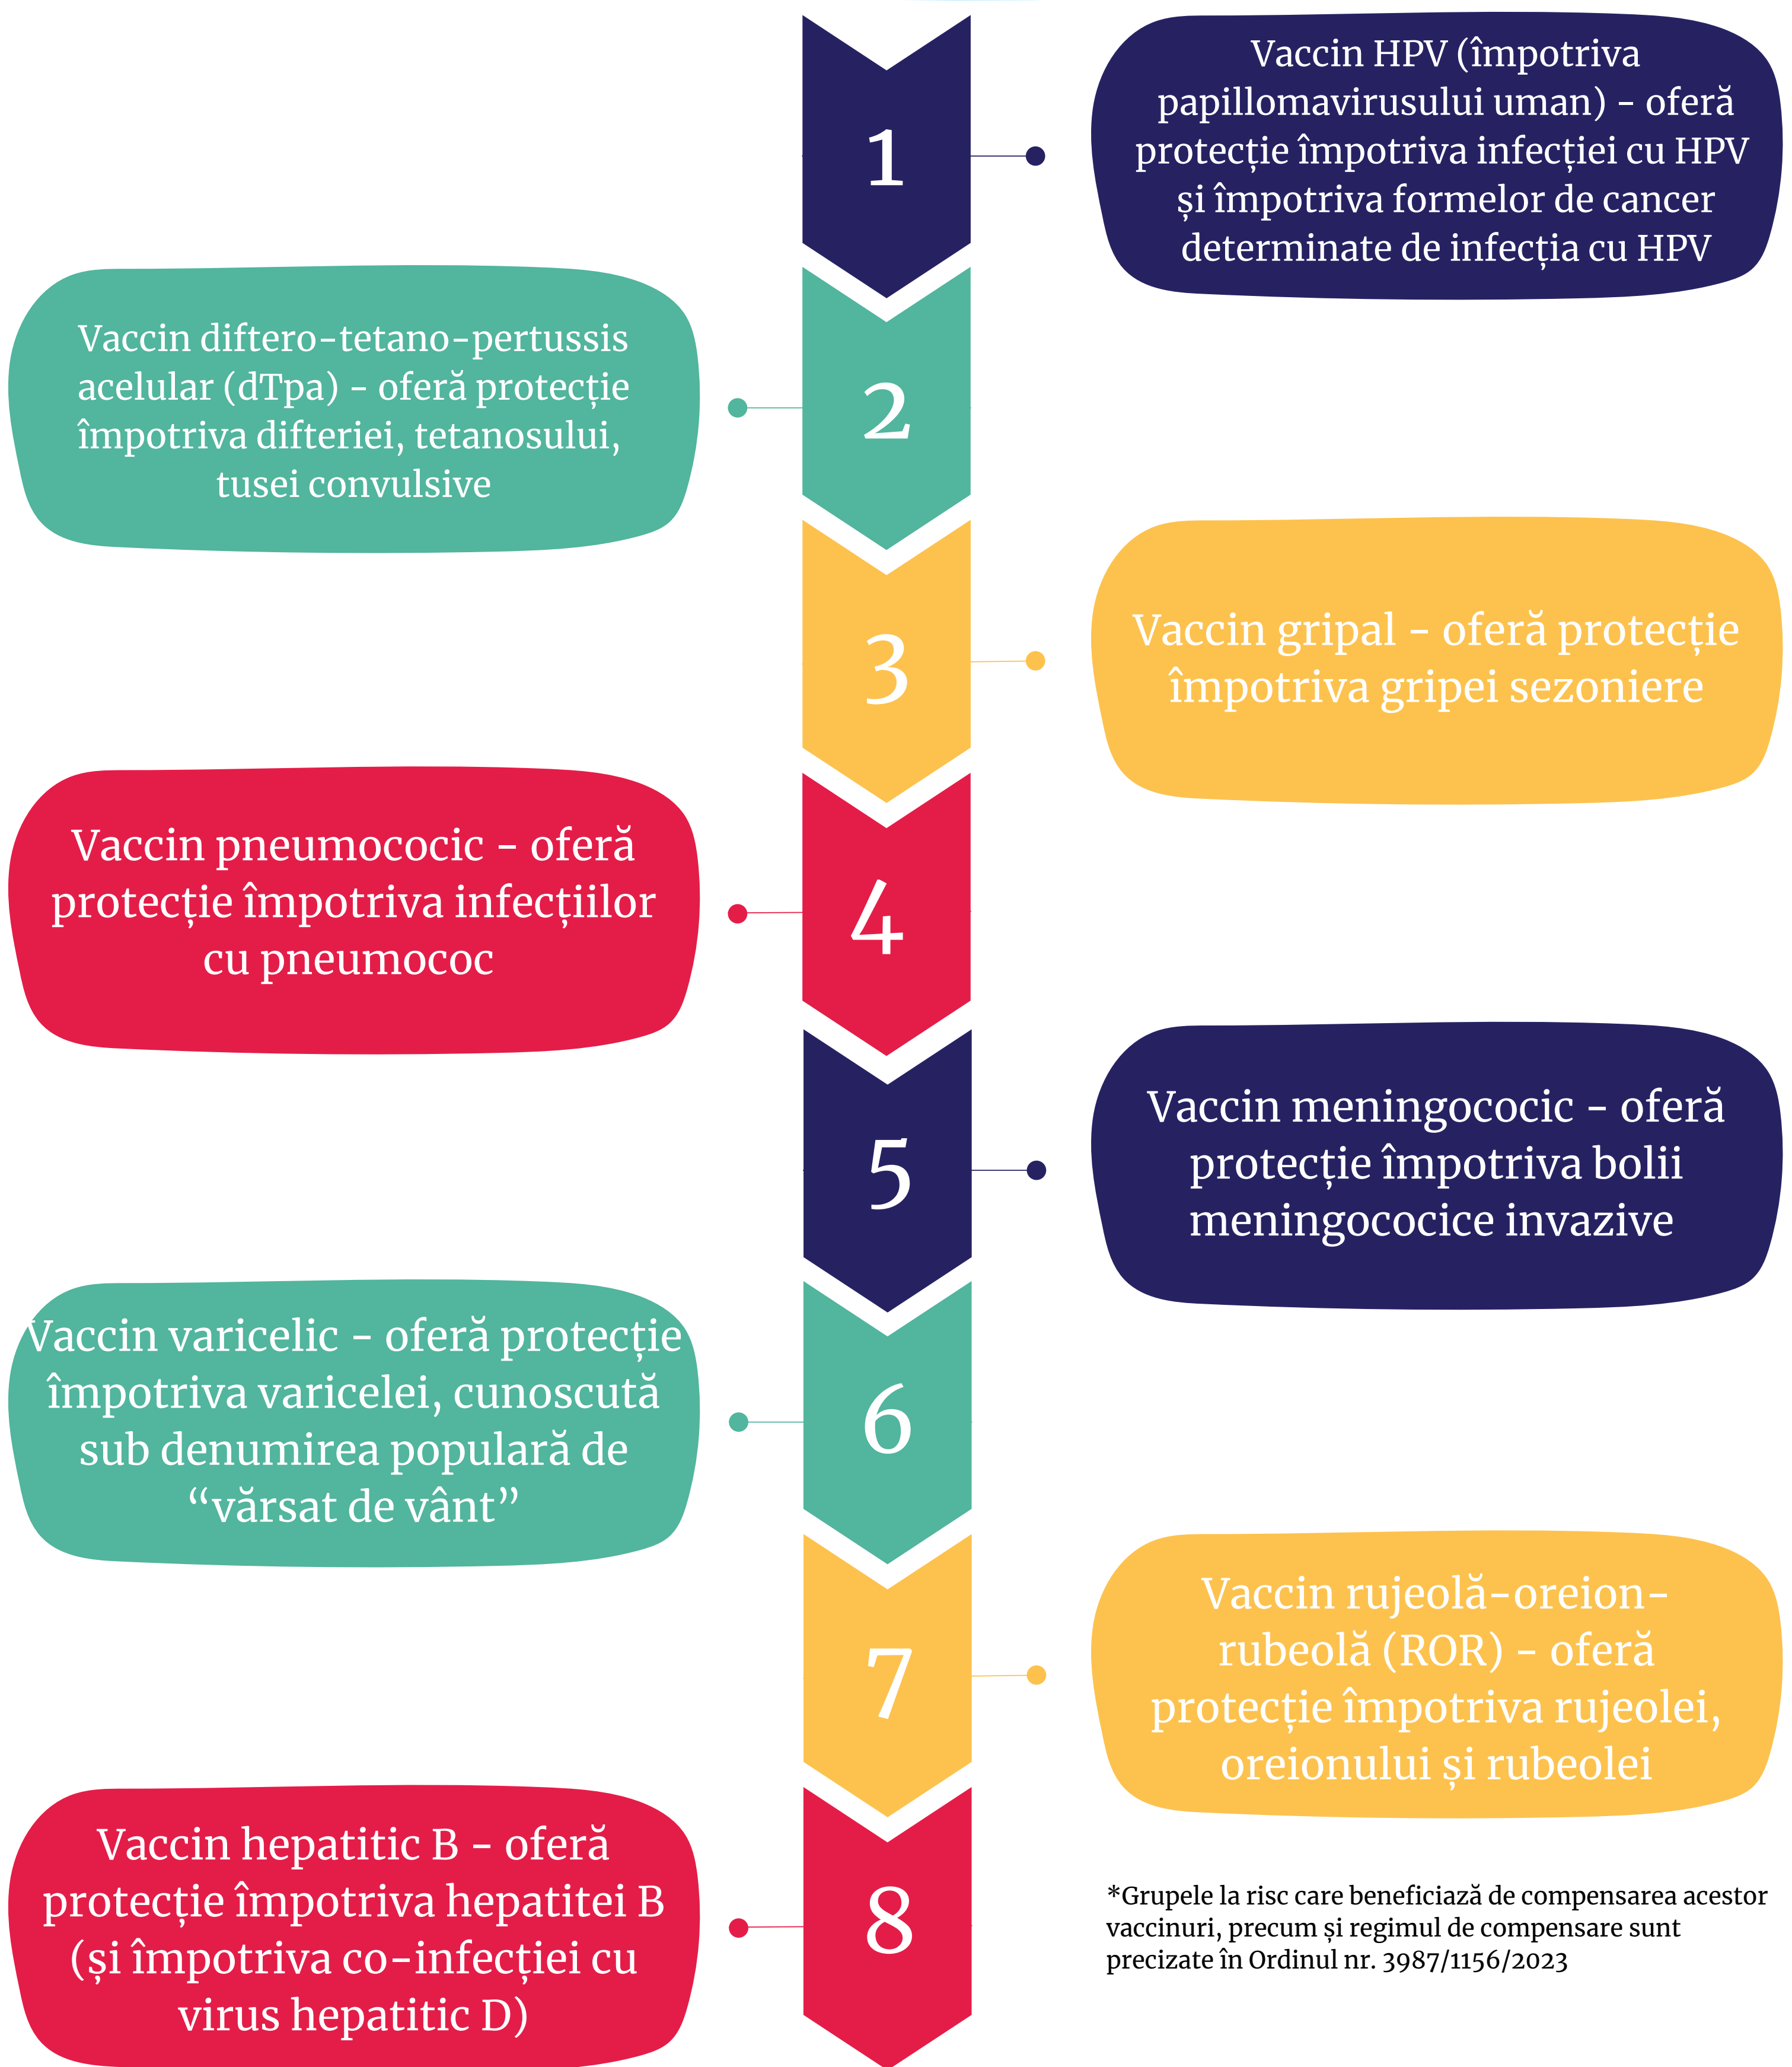 1
Vaccin HPV (împotriva
papillomavirusului uman) - oferă
protecție împotriva infecției cu HPV
și împotriva formelor de cancer
determinate de infecția cu HPV
2
Vaccin diftero-tetano-pertussis
acelular (dTpa) - oferă protecție
împotriva difteriei, tetanosului,
tusei convulsive
3
Vaccin gripal - oferă protecție
împotriva gripei sezoniere
4
Vaccin pneumococic - oferă
protecție împotriva infecțiilor
cu pneumococ
5
Vaccin meningococic - oferă
protecție împotriva bolii
meningococice invazive
6
Vaccin varicelic - oferă protecție
împotriva varicelei, cunoscută
sub denumirea populară de
“vărsat de vânt”
7
Vaccin rujeolă-oreion-
rubeolă (ROR) - oferă
protecție împotriva rujeolei,
oreionului și rubeolei
8
Vaccin hepatitic B - oferă
protecție împotriva hepatitei B
(și împotriva co-infecției cu
virus hepatitic D)
*Grupele la risc care beneficiază de compensarea acestor
vaccinuri, precum și regimul de compensare sunt
precizate în Ordinul nr. 3987/1156/2023